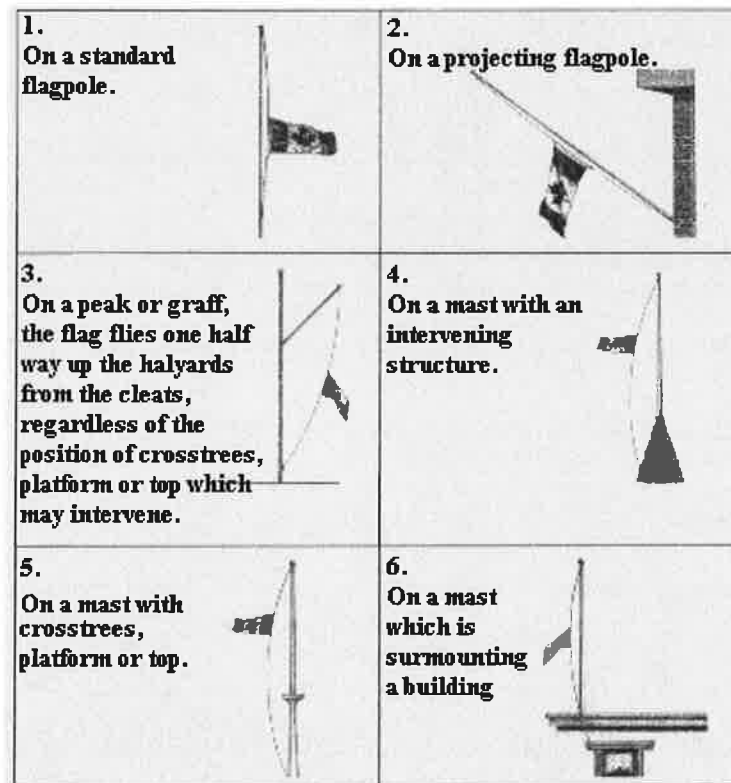 1.
On a standard
flagpole.
2.
On a projecting flagpole.
3.
On a peak or graff,
the flag flies one half
way up the halyards
from the cleats,
regardless of the
position of crosstrees,
platform or top which
may intervene.
4.
On a mast with an
intervening
structure.
5.
On a mast with
crosstrees,
platform or top.
6.
On a mast
which is
surmounting
a building